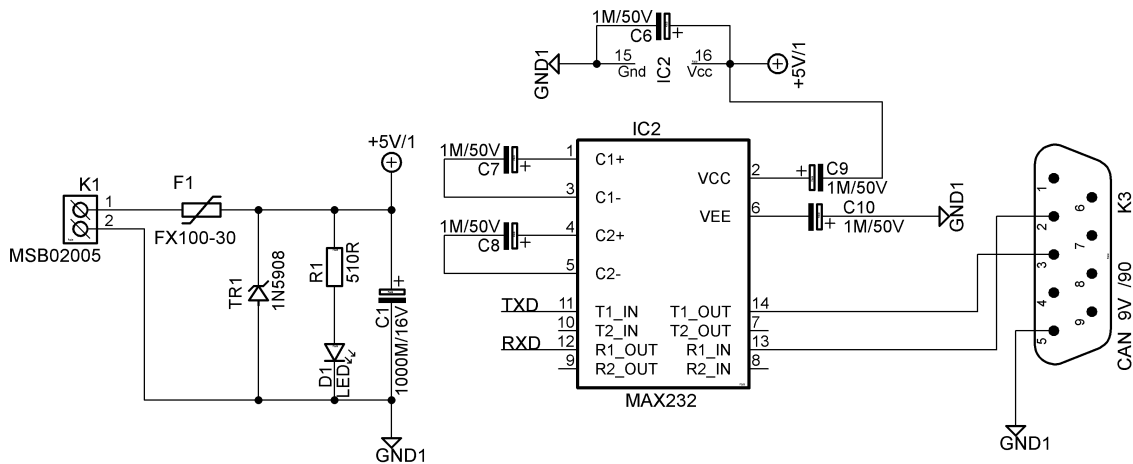 1M/50V
C6
+
15
16
Gnd
IC2
Vcc
GND1
+5V/1
+5V/1
K1
1
2
MSB02005
F1
FX100-30
TR1
1N5908
R1
510R
D1
LED
C1
+
1000M/16V
GND1
IC2
1M/50V
C7
+
1
C1+
3
C1-
1M/50V
C8
+
4
C2+
5
C2-
TXD
11
T1_IN
10
T2_IN
RXD
12
R1_OUT
9
R2_OUT
VCC
2
+
C9
1M/50V
VEE
6
+
C10
1M/50V
GND1
T1_OUT
14
T2_OUT
7
R1_IN
13
R2_IN
8
MAX232
1
6
2
7
3
8
4
9
5
K3
CAN 9V /90
GND1